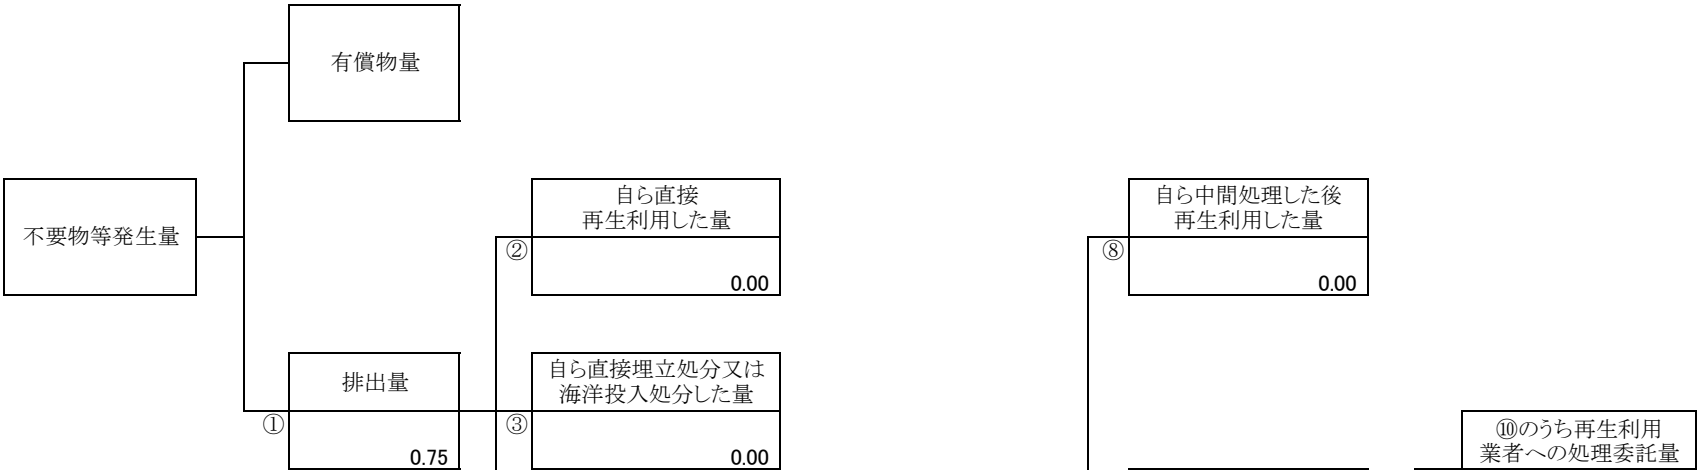 有償物量
不要物等発生量
自ら直接
再生利用した量
②
0.00
自ら中間処理した後
再生利用した量
⑧
0.00
排出量
①
0.75
自ら直接埋立処分又は
海洋投入処分した量
③
0.00
⑩のうち再生利用
業者への処理委託量